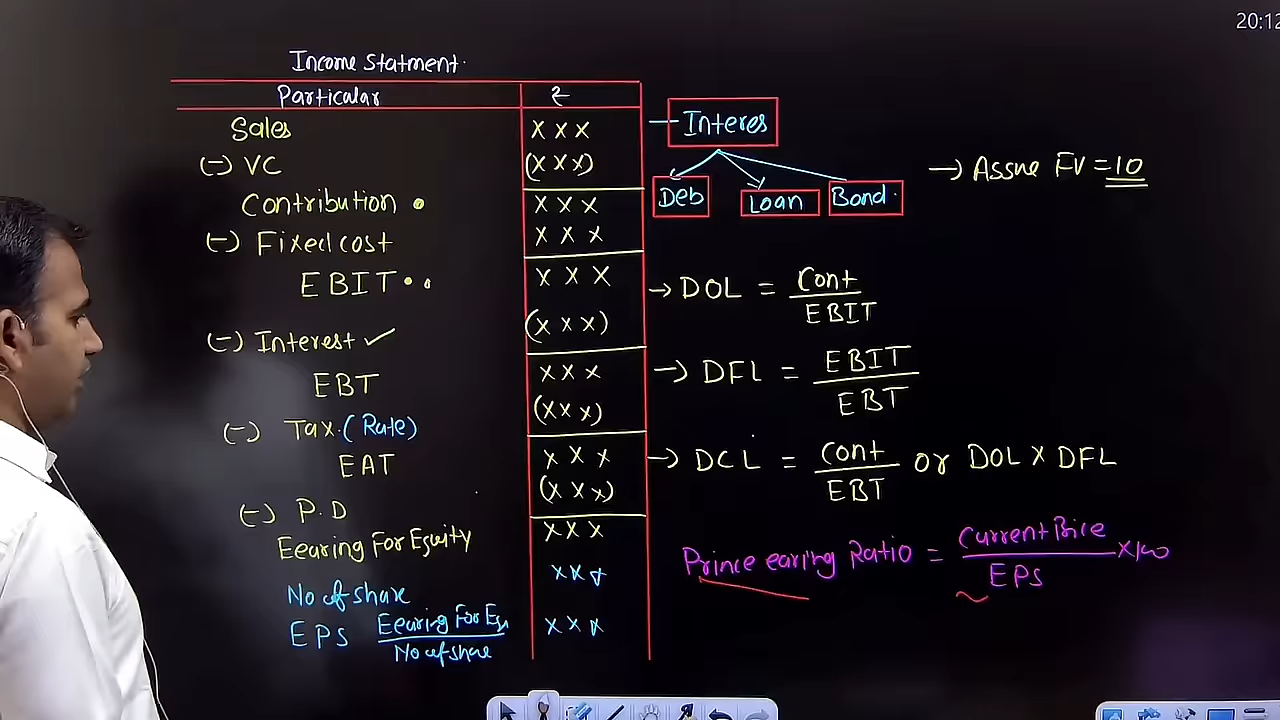 20:12
Income Statment.
Particular ₹
Sales xxx
(-) VC (xxx)
Contribution xxx
(-) Fixed cost xxx
EBIT xxx
(-) Interest ✓ (xxx)
EBT xxx
(-) Tax. (Rate) (xxx)
EAT xxx
(-) P.D (xxx)
Eearing For Equity xxx
No of share xxx
EPS Eearing For Eq / No of share xxx
Interes
Deb Loan Bond.
→ Assue FV = 10
→ DOL = Cont / EBIT
→ DFL = EBIT / EBT
→ DCL = Cont / EBT or DOL X DFL
Prince earing Ratio = Current Price / EPS X100